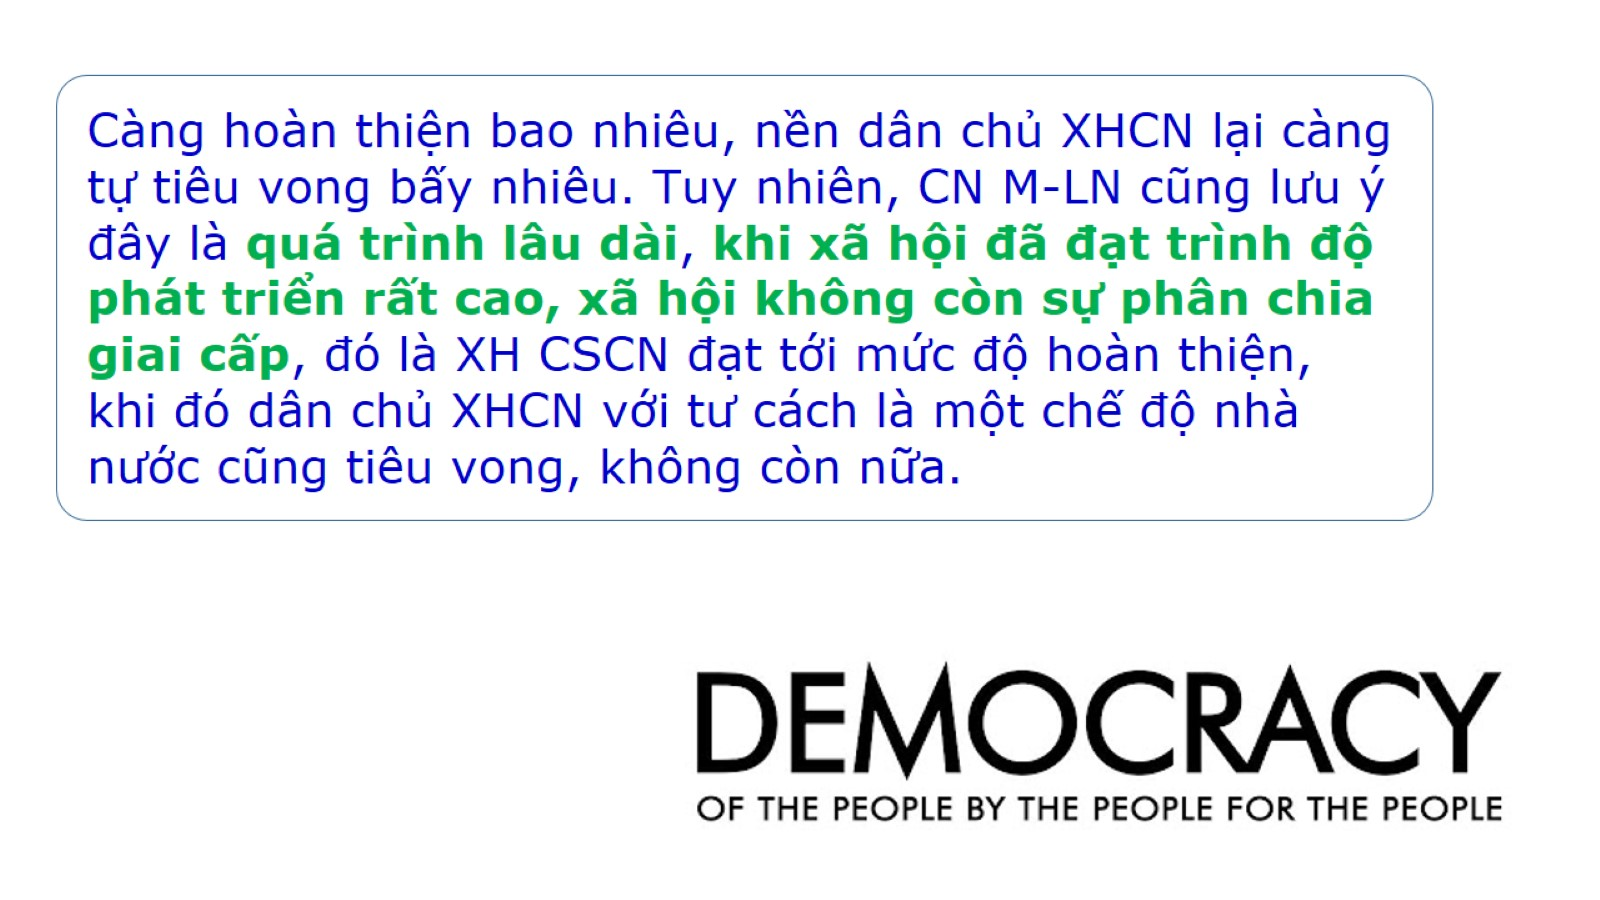 Càng hoàn thiện bao nhiêu, nền dân chủ XHCN lại càng
tự tiêu vong bấy nhiêu. Tuy nhiên, CN M-LN cũng lưu ý
đây là quá trình lâu dài, khi xã hội đã đạt trình độ
phát triển rất cao, xã hội không còn sự phân chia
giai cấp, đó là XH CSCN đạt tới mức độ hoàn thiện,
khi đó dân chủ XHCN với tư cách là một chế độ nhà
nước cũng tiêu vong, không còn nữa.
DEMOCRACY
OF THE PEOPLE BY THE PEOPLE FOR THE PEOPLE